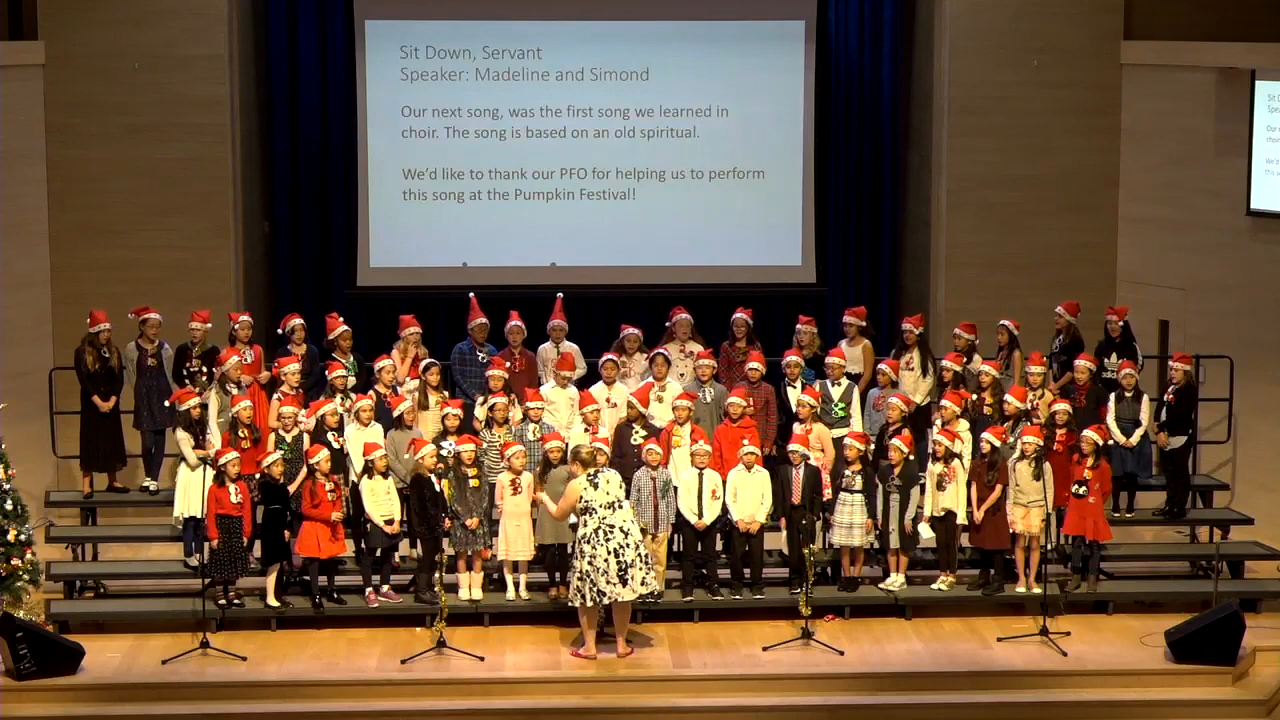 Sit Down, Servant
Speaker: Madeline and Simond
Our next song, was the first song we learned in
choir. The song is based on an old spiritual.
We'd like to thank our PFO for helping us to perform
this song at the Pumpkin Festival!
adidas